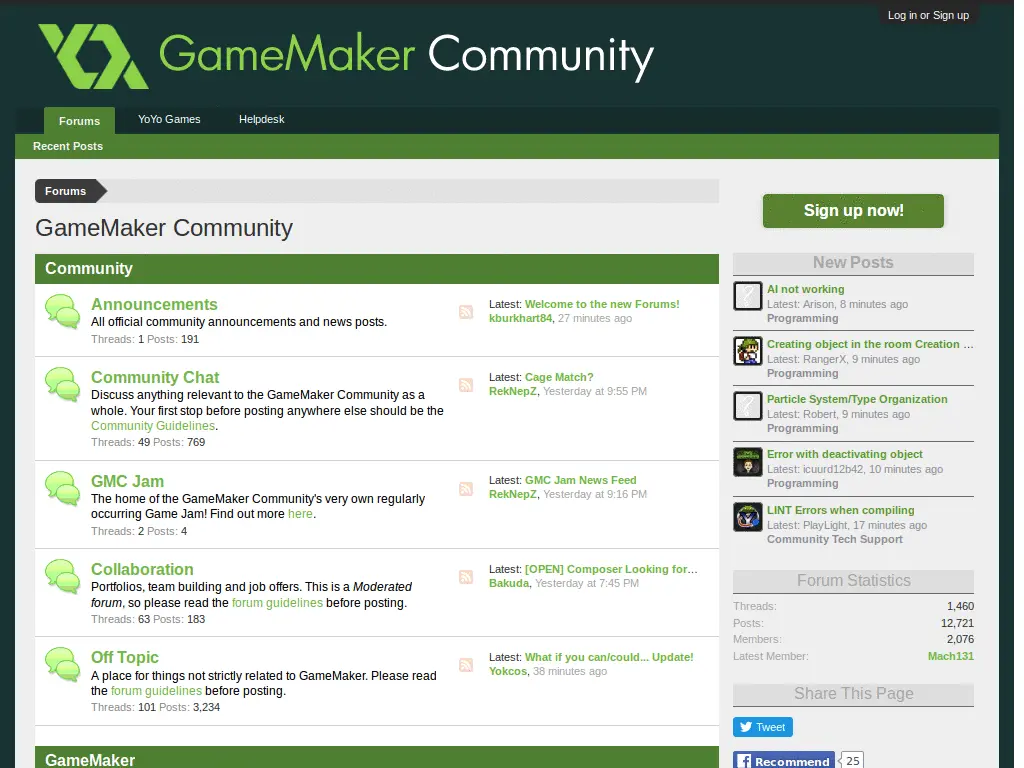 Log in or Sign up
GameMaker Community
Forums
YoYo Games
Helpdesk
Recent Posts
Forums
GameMaker Community
Community
Announcements
All official community announcements and news posts.
Threads: 1 Posts: 191
Latest: Welcome to the new Forums!
kburkhart84, 27 minutes ago
Community Chat
Discuss anything relevant to the GameMaker Community as a
whole. Your first stop before posting anywhere else should be the
Community Guidelines.
Threads: 49 Posts: 769
Latest: Cage Match?
RekNepZ, Yesterday at 9:55 PM
GMC Jam
The home of the GameMaker Community's very own regularly
occurring Game Jam! Find out more here.
Threads: 2 Posts: 4
Latest: GMC Jam News Feed
RekNepZ, Yesterday at 9:16 PM
Collaboration
Portfolios, team building and job offers. This is a Moderated
forum, so please read the forum guidelines before posting.
Threads: 63 Posts: 183
Latest: [OPEN] Composer Looking for...
Bakuda, Yesterday at 7:45 PM
Off Topic
A place for things not strictly related to GameMaker. Please read
the forum guidelines before posting.
Threads: 101 Posts: 3,234
Latest: What if you can/could... Update!
Yokcos, 38 minutes ago
GameMaker
Sign up now!
New Posts
AI not working
Latest: Arison, 8 minutes ago
Programming
Creating object in the room Creation ...
Latest: RangerX, 9 minutes ago
Programming
Particle System/Type Organization
Latest: Robert, 9 minutes ago
Programming
Error with deactivating object
Latest: icuurd12b42, 10 minutes ago
Programming
LINT Errors when compiling
Latest: PlayLight, 17 minutes ago
Community Tech Support
Forum Statistics
Threads: 1,460
Posts: 12,721
Members: 2,076
Latest Member: Mach131
Share This Page
Tweet
Recommend 25